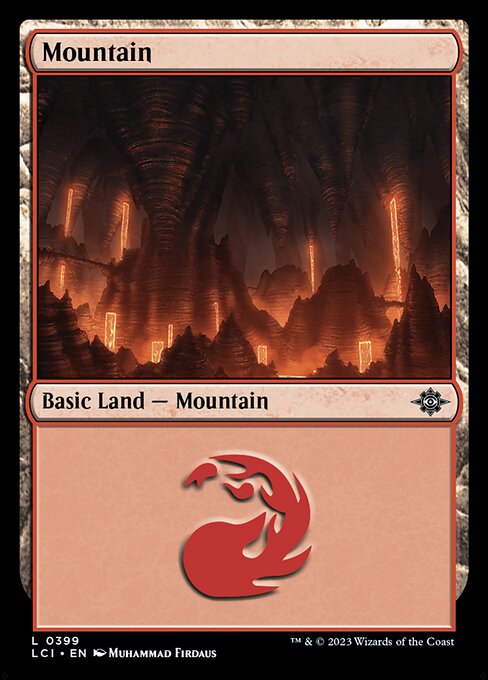 Mountain
Basic Land — Mountain
L 0399
LCI • EN Muhammad Firdaus
™ & © 2023 Wizards of the Coast